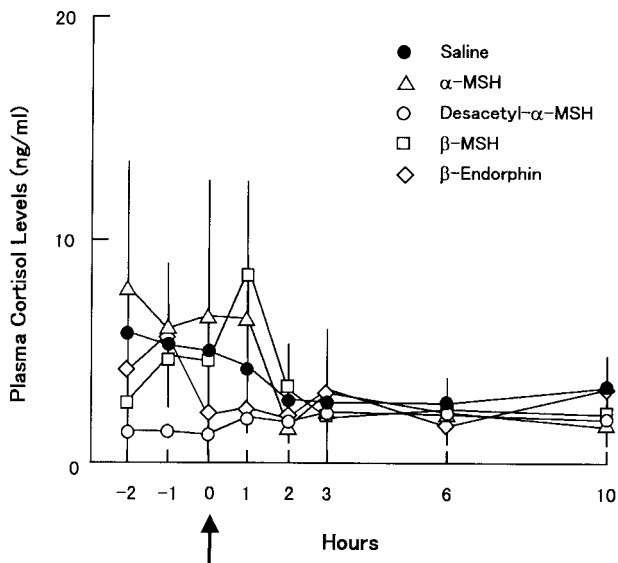 20
Saline
α-MSH
Desacetyl-α-MSH
β-MSH
β-Endorphin
Plasma Cortisol Levels (ng/ml)
10
0
-2 -1 0 1 2 3 6 10
Hours